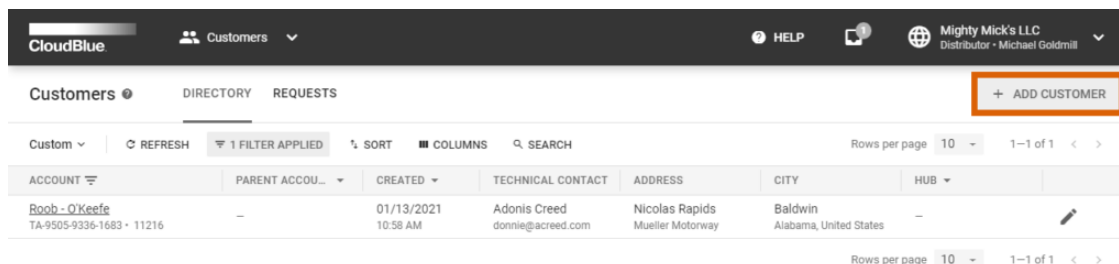 CloudBlue. Customers HELP 1 Mighty Mick's LLC
Distributor • Michael Goldmill
Customers DIRECTORY REQUESTS + ADD CUSTOMER
Custom REFRESH 1 FILTER APPLIED SORT COLUMNS SEARCH Rows per page 10 1–1 of 1
ACCOUNT PARENT ACCOU... CREATED TECHNICAL CONTACT ADDRESS CITY HUB
Roob - O'Keefe – 01/13/2021 Adonis Creed Nicolas Rapids Baldwin –
TA-9505-9336-1683 • 11216 10:58 AM donnie@acreed.com Mueller Motorway Alabama, United States
Rows per page 10 1–1 of 1